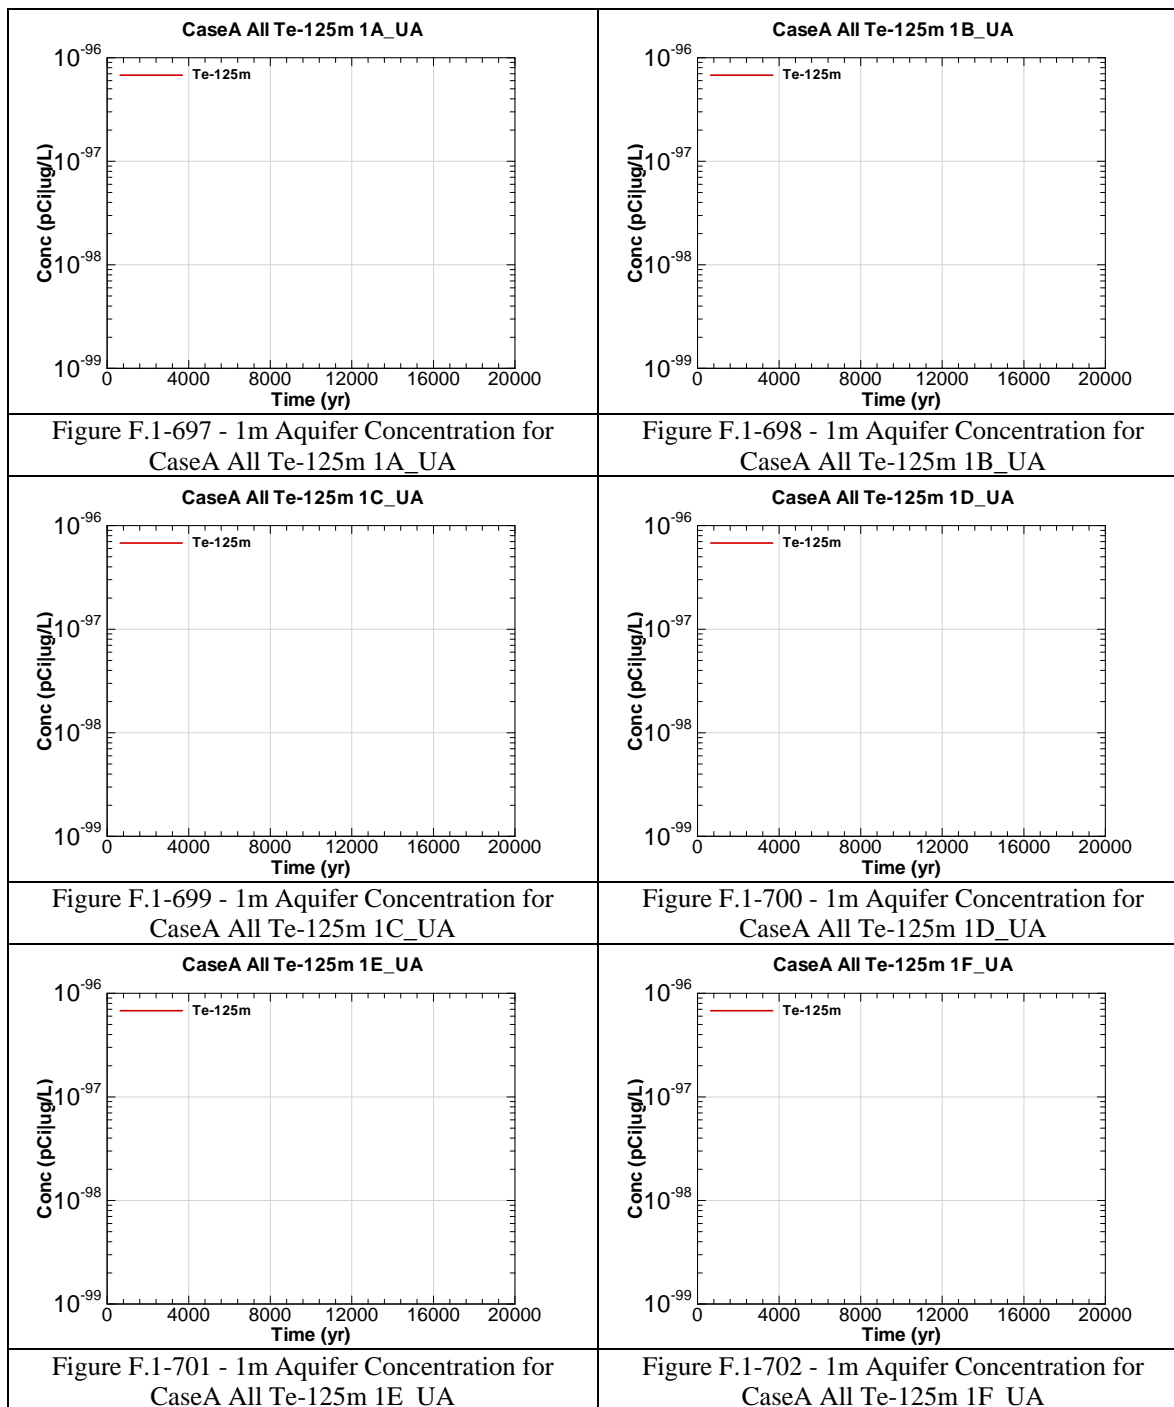 CaseA All Te-125m 1A_UA
10-96
Te-125m
10-97
Conc (pCi|ug/L)
10-98
10-99
0 4000 8000 12000 16000 20000
Time (yr)
Figure F.1-697 - 1m Aquifer Concentration for
CaseA All Te-125m 1A_UA
CaseA All Te-125m 1B_UA
10-96
Te-125m
10-97
Conc (pCi|ug/L)
10-98
10-99
0 4000 8000 12000 16000 20000
Time (yr)
Figure F.1-698 - 1m Aquifer Concentration for
CaseA All Te-125m 1B_UA
CaseA All Te-125m 1C_UA
10-96
Te-125m
10-97
Conc (pCi|ug/L)
10-98
10-99
0 4000 8000 12000 16000 20000
Time (yr)
Figure F.1-699 - 1m Aquifer Concentration for
CaseA All Te-125m 1C_UA
CaseA All Te-125m 1D_UA
10-96
Te-125m
10-97
Conc (pCi|ug/L)
10-98
10-99
0 4000 8000 12000 16000 20000
Time (yr)
Figure F.1-700 - 1m Aquifer Concentration for
CaseA All Te-125m 1D_UA
CaseA All Te-125m 1E_UA
10-96
Te-125m
10-97
Conc (pCi|ug/L)
10-98
10-99
0 4000 8000 12000 16000 20000
Time (yr)
Figure F.1-701 - 1m Aquifer Concentration for
CaseA All Te-125m 1E_UA
CaseA All Te-125m 1F_UA
10-96
Te-125m
10-97
Conc (pCi|ug/L)
10-98
10-99
0 4000 8000 12000 16000 20000
Time (yr)
Figure F.1-702 - 1m Aquifer Concentration for
CaseA All Te-125m 1F_UA